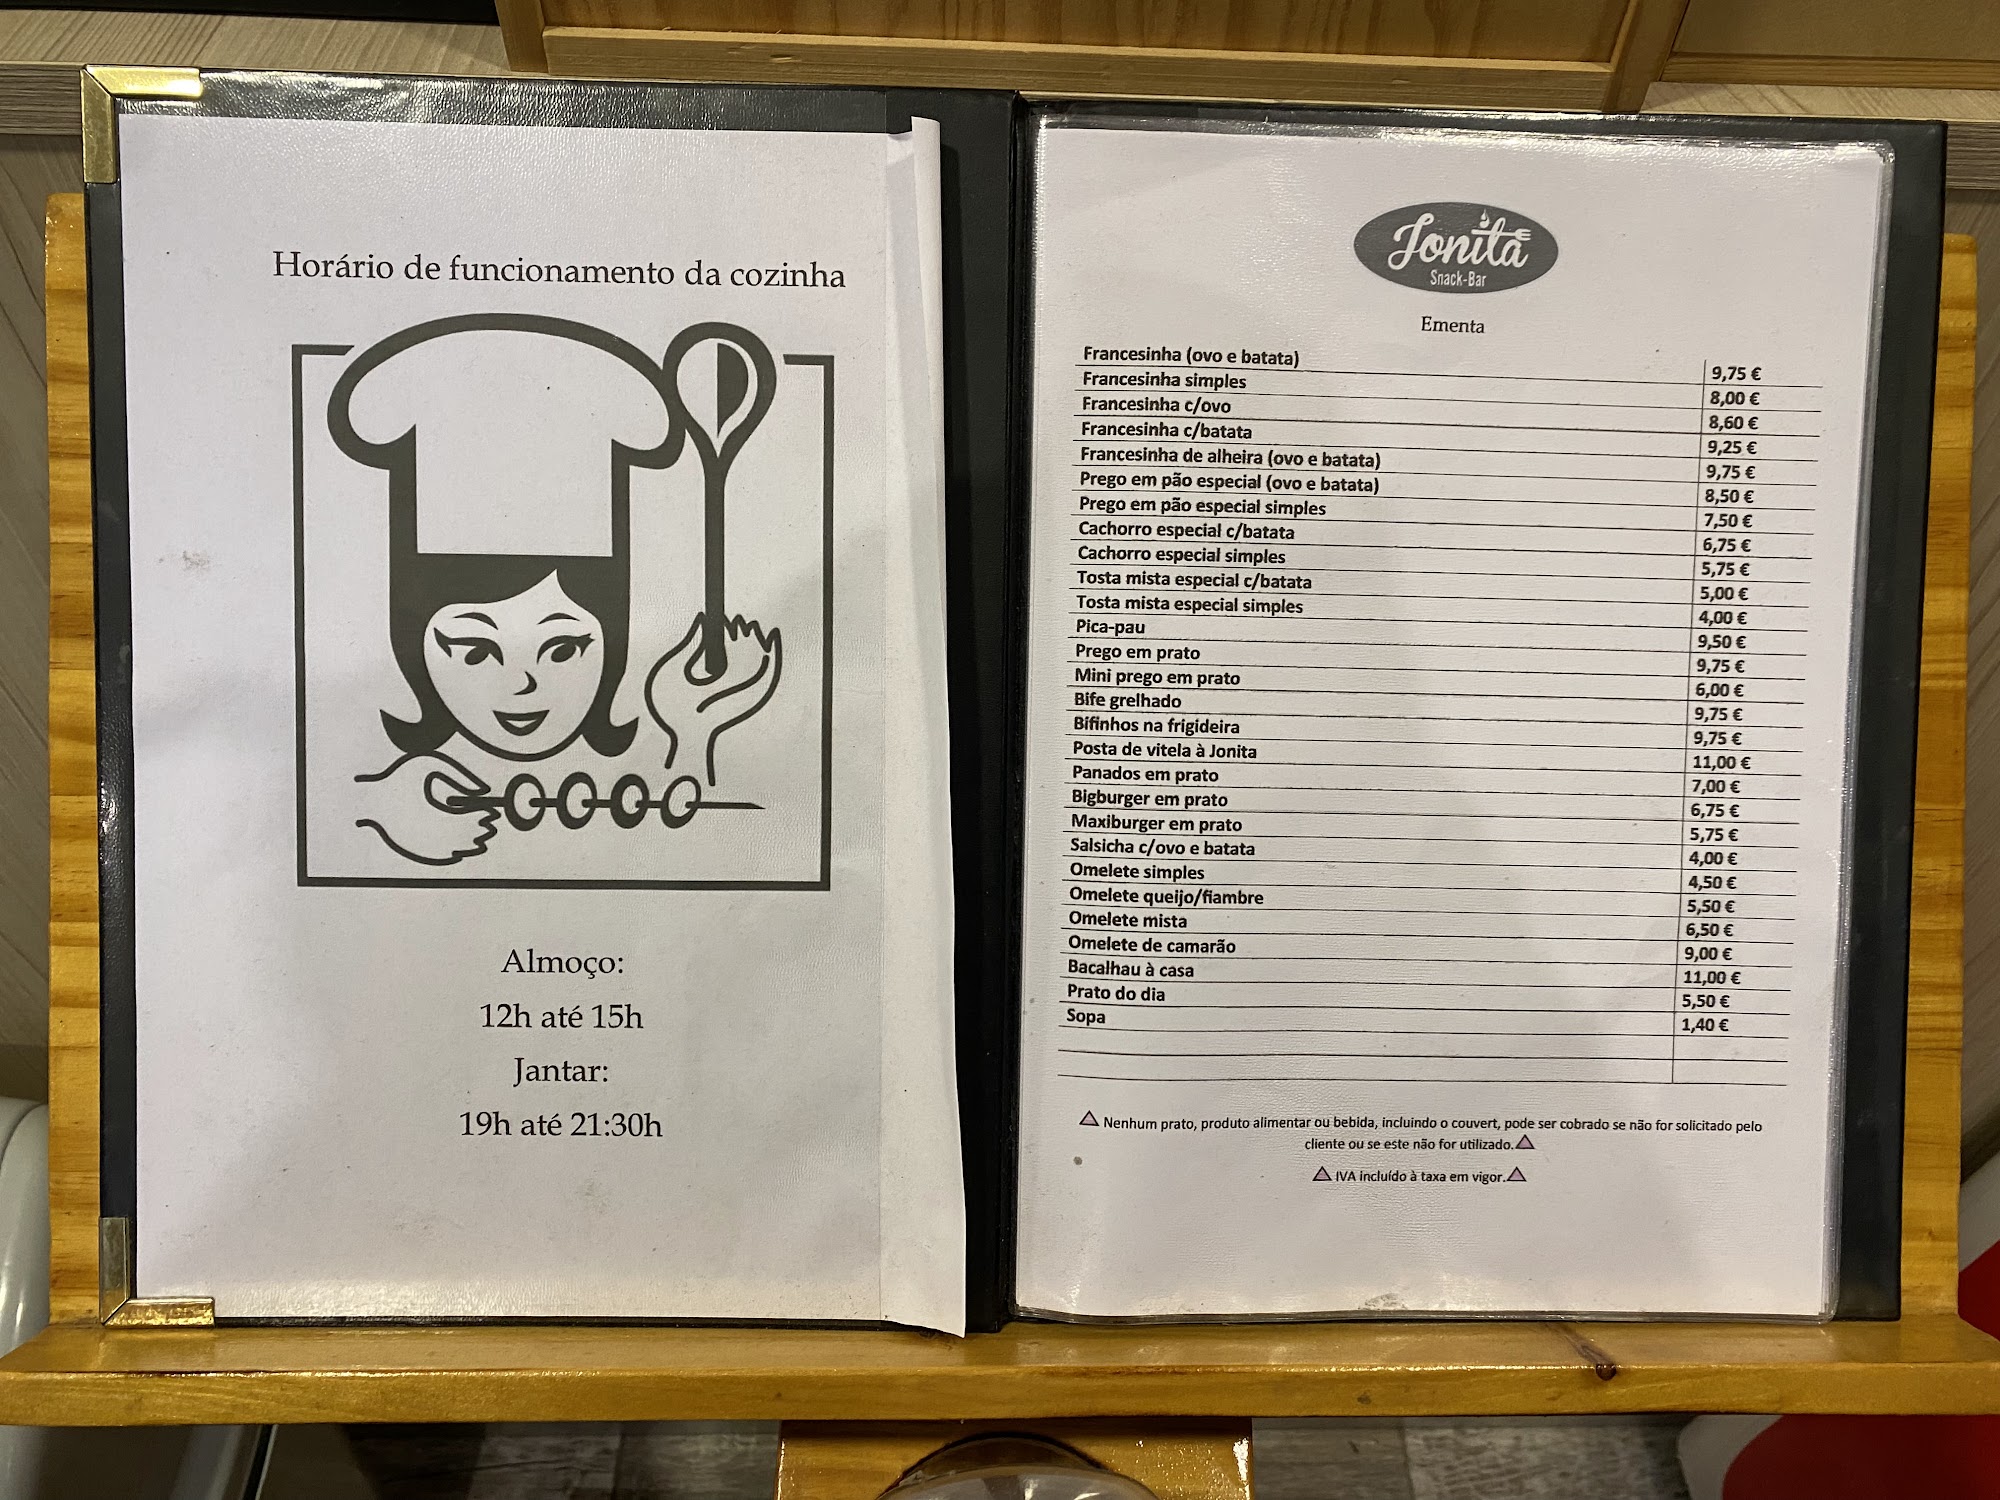 Horário de funcionamento da cozinha
Almoço:
12h até 15h
Jantar:
19h até 21:30h
Jonita
Snack-Bar
Ementa
Francesinha (ovo e batata) 9,75 €
Francesinha simples 8,00 €
Francesinha c/ovo 8,60 €
Francesinha c/batata 9,25 €
Francesinha de alheira (ovo e batata) 9,75 €
Prego em pão especial (ovo e batata) 8,50 €
Prego em pão especial simples 7,50 €
Cachorro especial c/batata 6,75 €
Cachorro especial simples 5,75 €
Tosta mista especial c/batata 5,00 €
Tosta mista especial simples 4,00 €
Pica-pau 9,50 €
Prego em prato 9,75 €
Mini prego em prato 6,00 €
Bife grelhado 9,75 €
Bifinhos na frigideira 9,75 €
Posta de vitela à Jonita 11,00 €
Panados em prato 7,00 €
Bigburger em prato 6,75 €
Maxiburger em prato 5,75 €
Salsicha c/ovo e batata 4,00 €
Omelete simples 4,50 €
Omelete queijo/fiambre 5,50 €
Omelete mista 6,50 €
Omelete de camarão 9,00 €
Bacalhau à casa 11,00 €
Prato do dia 5,50 €
Sopa 1,40 €
Nenhum prato, produto alimentar ou bebida, incluindo o couvert, pode ser cobrado se não for solicitado pelo
cliente ou se este não for utilizado.
IVA incluído à taxa em vigor.